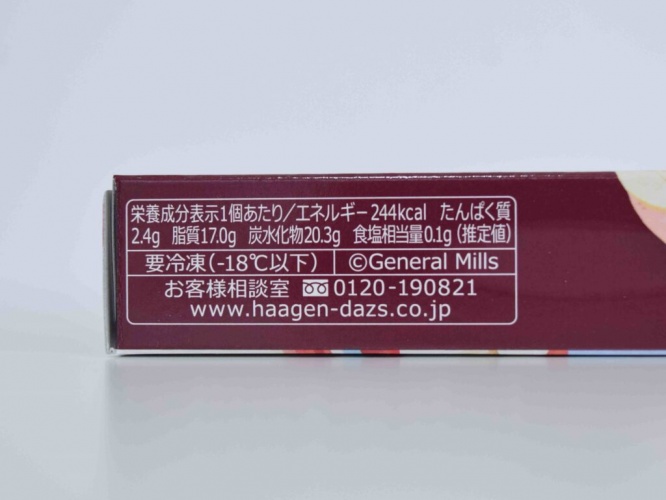 栄養成分表示1個あたり/エネルギー244kcal たんぱく質
2.4g 脂質17.0g 炭水化物20.3g 食塩相当量0.1g(推定値)
要冷凍(-18℃以下) ©General Mills
お客様相談室 0120-190821
www.haagen-dazs.co.jp